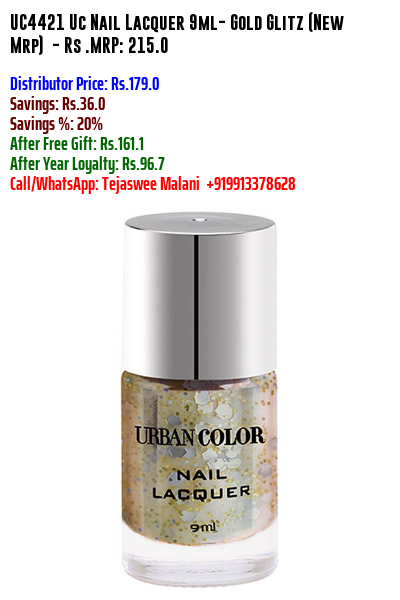 UC4421 Uc Nail Lacquer 9ml- Gold Glitz (New
Mrp) - Rs .MRP: 215.0
Distributor Price: Rs.179.0
Savings: Rs.36.0
Savings %: 20%
After Free Gift: Rs.161.1
After Year Loyalty: Rs.96.7
Call/WhatsApp: Tejaswee Malani +919913378628
URBAN COLOR
NAIL
LACQUER
9ml